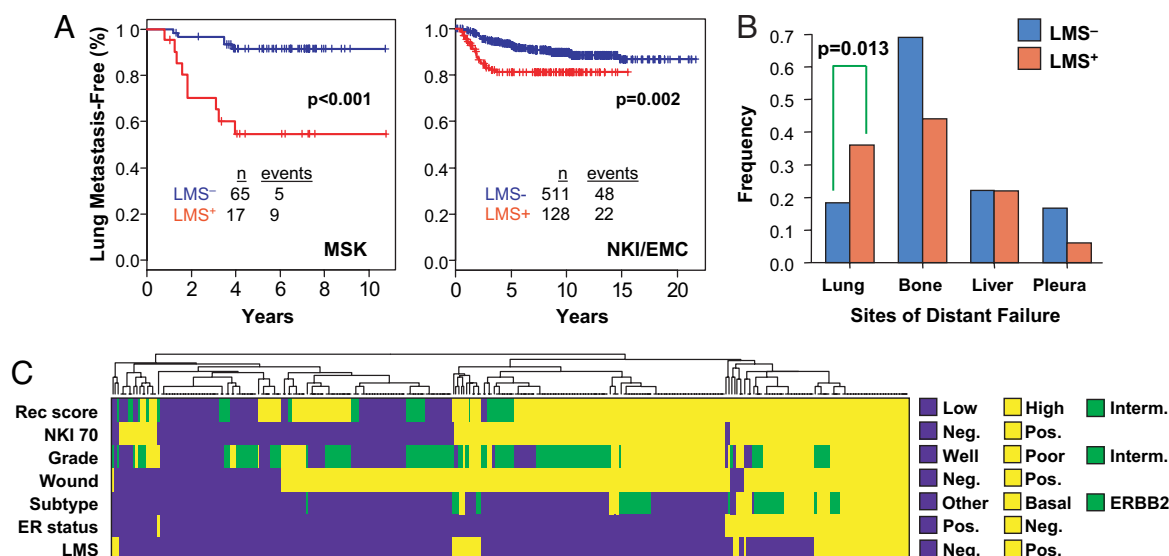 A
Lung Metastasis-Free (%)
1.0
0.8
0.6
0.4
0.2
0.0
p<0.001
n events
LMS⁻ 65 5
LMS⁺ 17 9
MSK
0 2 4 6 8 10
Years
1.0
0.8
0.6
0.4
0.2
0.0
p=0.002
n events
LMS- 511 48
LMS+ 128 22
NKI/EMC
0 5 10 15 20
Years
B
LMS⁻
LMS⁺
p=0.013
Frequency
0.7
0.6
0.5
0.4
0.3
0.2
0.1
0.0
Lung Bone Liver Pleura
Sites of Distant Failure
C
Rec score Low High Interm.
NKI 70 Neg. Pos.
Grade Well Poor Interm.
Wound Neg. Pos.
Subtype Other Basal ERBB2
ER status Pos. Neg.
LMS Neg. Pos.